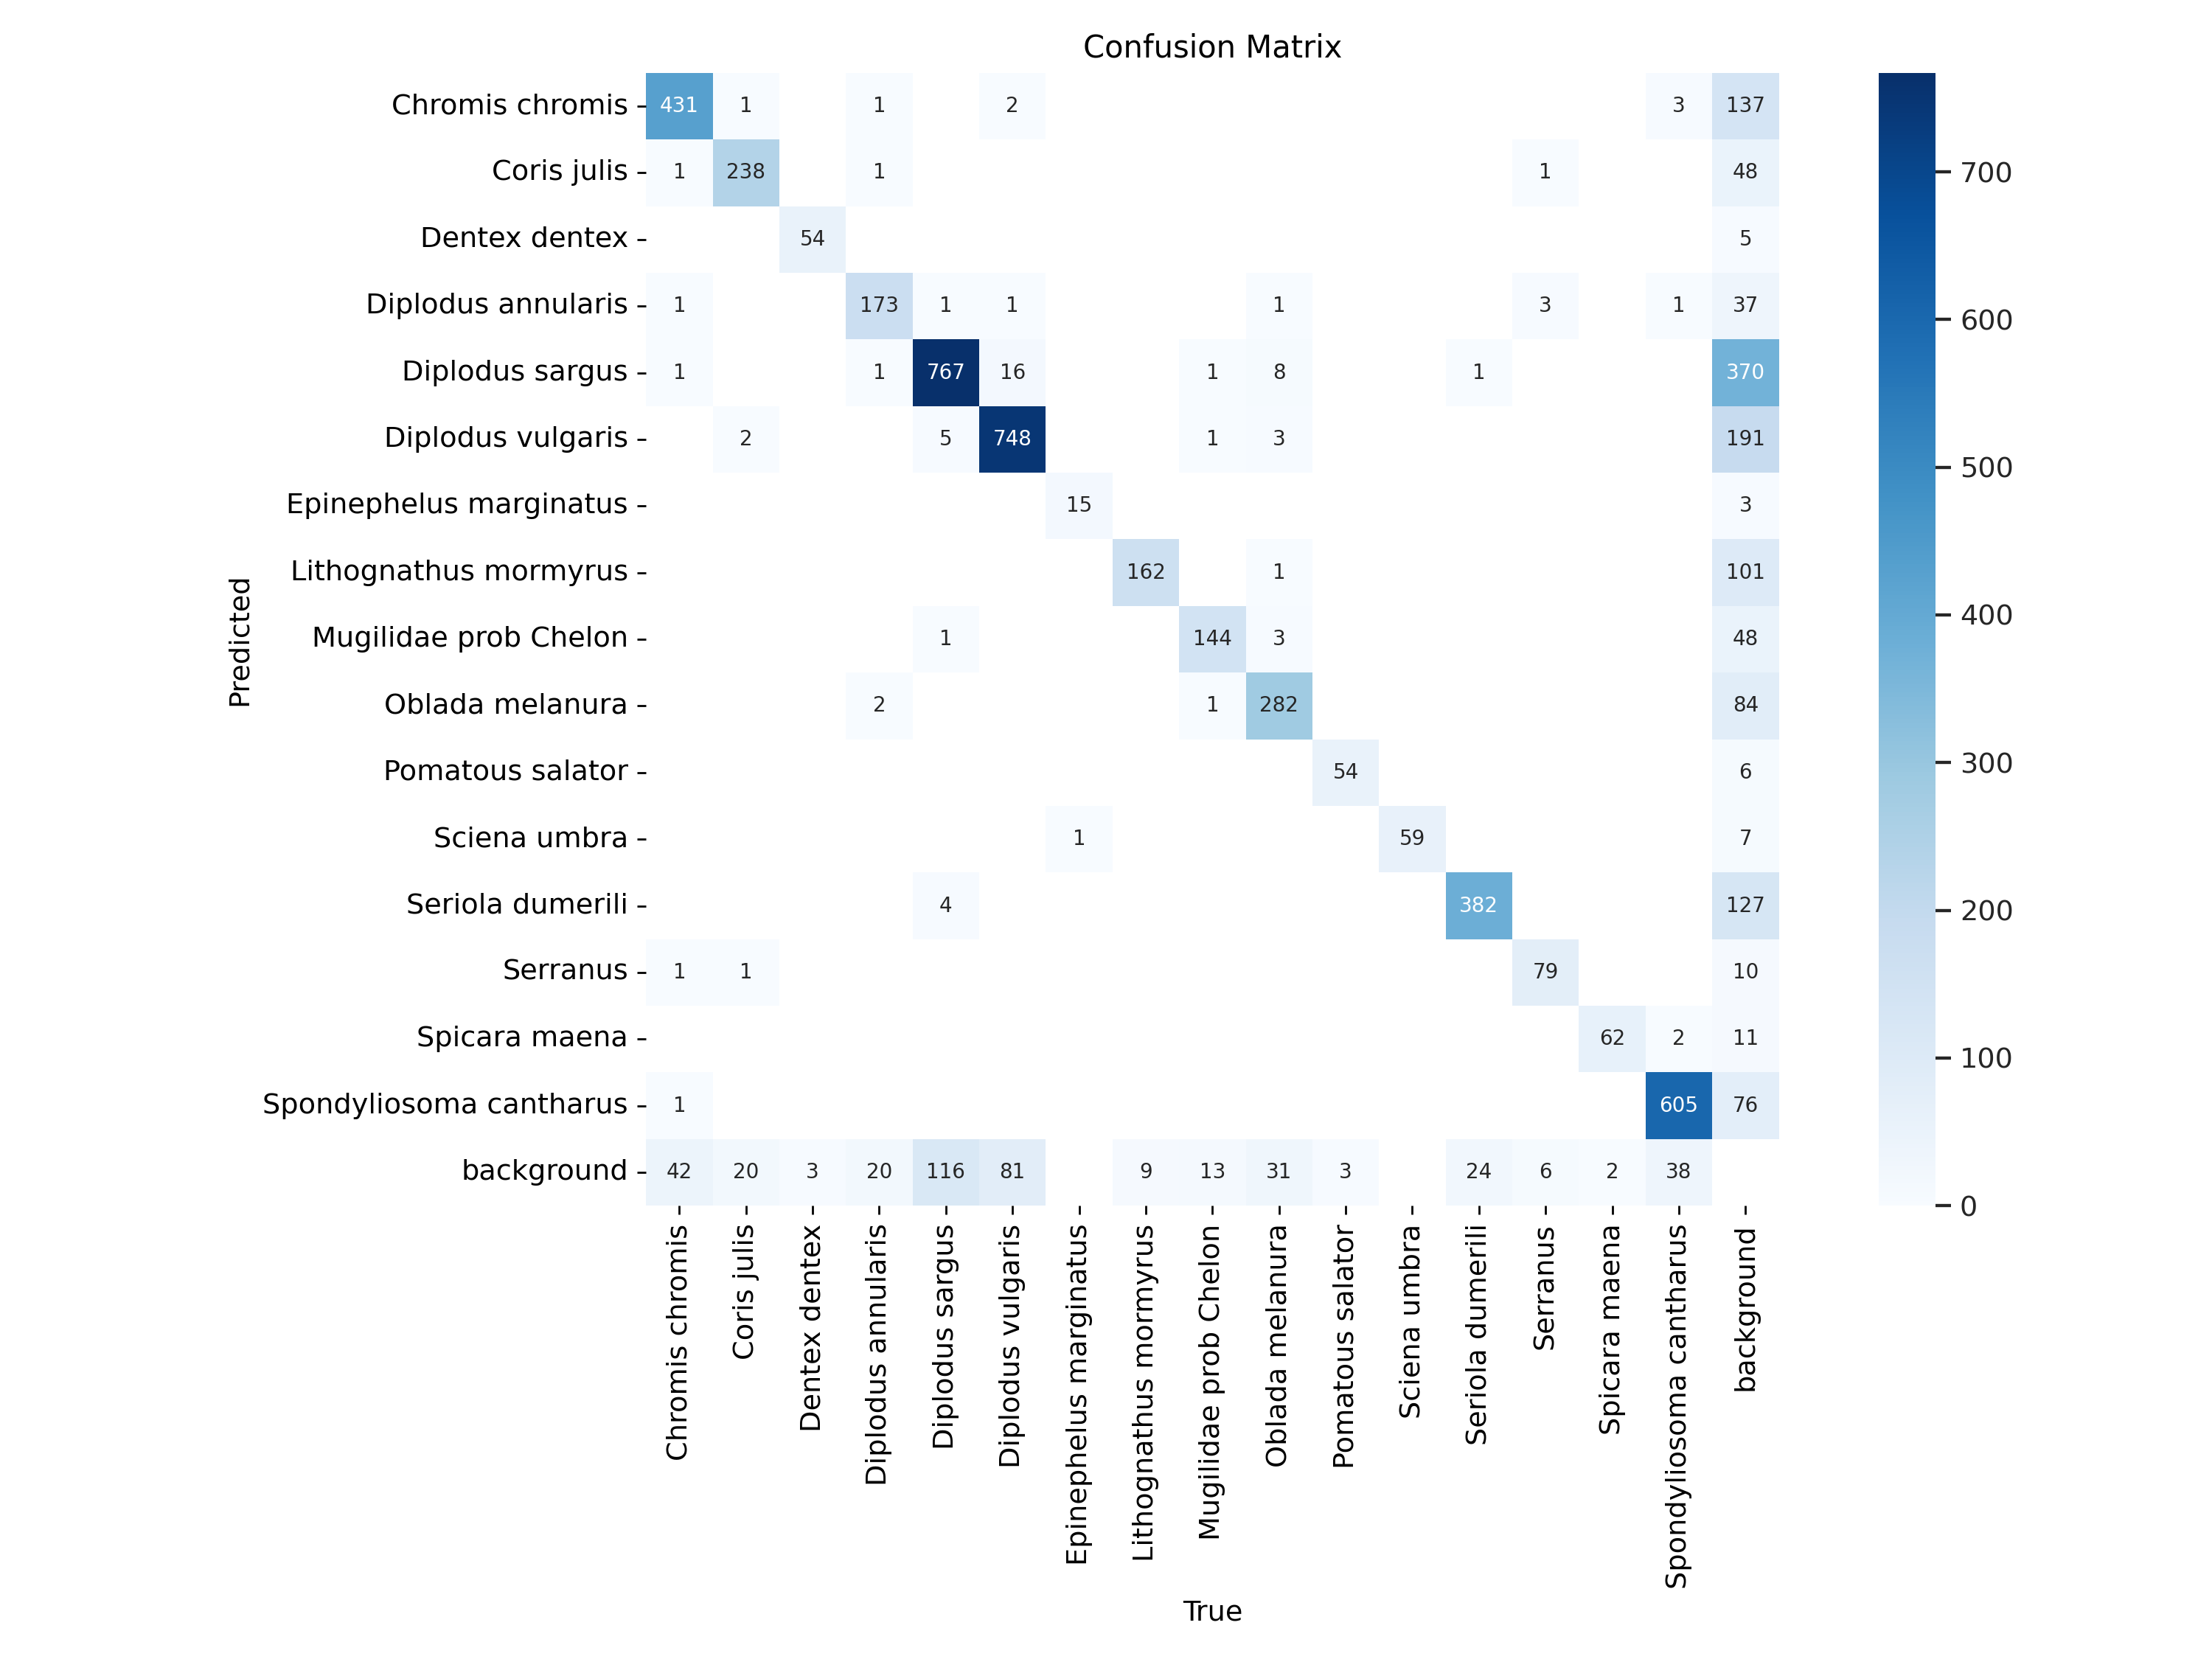 Confusion Matrix
Chromis chromis 431 1 1 2 3 137
Coris julis 1 238 1 1 48
Dentex dentex 54 5
Diplodus annularis 1 173 1 1 1 3 1 37
Diplodus sargus 1 1 767 16 1 8 1 370
Diplodus vulgaris 2 5 748 1 3 191
Epinephelus marginatus 15 3
Lithognathus mormyrus 162 1 101
Mugilidae prob Chelon 1 144 3 48
Oblada melanura 2 1 282 84
Pomatous salator 54 6
Sciena umbra 1 59 7
Seriola dumerili 4 382 127
Serranus 1 1 79 10
Spicara maena 62 2 11
Spondyliosoma cantharus 1 605 76
background 42 20 3 20 116 81 9 13 31 3 24 6 2 38
Predicted
Chromis chromis
Coris julis
Dentex dentex
Diplodus annularis
Diplodus sargus
Diplodus vulgaris
Epinephelus marginatus
Lithognathus mormyrus
Mugilidae prob Chelon
Oblada melanura
Pomatous salator
Sciena umbra
Seriola dumerili
Serranus
Spicara maena
Spondyliosoma cantharus
background
True
700
600
500
400
300
200
100
0